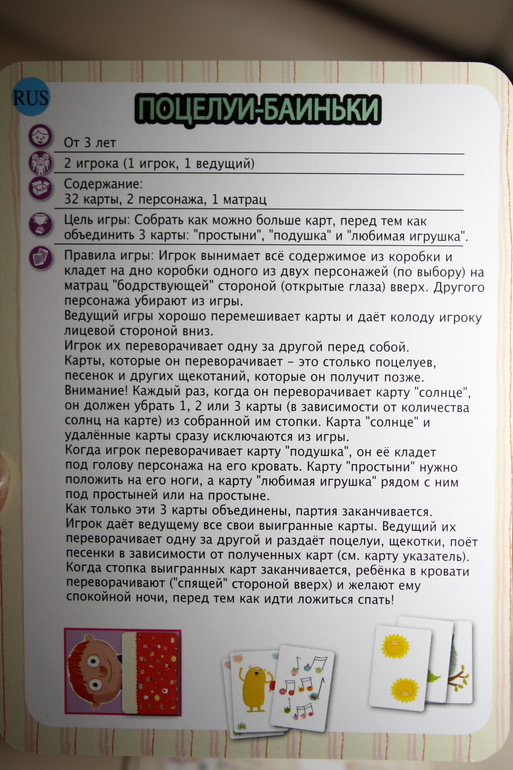 RUS
ПОЦЕЛУИ-БАИНЬКИ
От 3 лет
2 игрока (1 игрок, 1 ведущий)
Содержание:
32 карты, 2 персонажа, 1 матрац
Цель игры: Собрать как можно больше карт, перед тем как
объединить 3 карты: "простыни", "подушка" и "любимая игрушка".
Правила игры: Игрок вынимает всё содержимое из коробки и
кладет на дно коробки одного из двух персонажей (по выбору) на
матрац "бодрствующей" стороной (открытые глаза) вверх. Другого
персонажа убирают из игры.
Ведущий игры хорошо перемешивает карты и даёт колоду игроку
лицевой стороной вниз.
Игрок их переворачивает одну за другой перед собой.
Карты, которые он переворачивает – это столько поцелуев,
песенок и других щекотаний, которые он получит позже.
Внимание! Каждый раз, когда он переворачивает карту "солнце",
он должен убрать 1, 2 или 3 карты (в зависимости от количества
солнц на карте) из собранной им стопки. Карта "солнце" и
удалённые карты сразу исключаются из игры.
Когда игрок переворачивает карту "подушка", он её кладет
под голову персонажа на его кровать. Карту "простыни" нужно
положить на его ноги, а карту "любимая игрушка" рядом с ним
под простыней или на простыне.
Как только эти 3 карты объединены, партия заканчивается.
Игрок даёт ведущему все свои выигранные карты. Ведущий их
переворачивает одну за другой и раздаёт поцелуи, щекотки, поёт
песенки в зависимости от полученных карт (см. карту указатель).
Когда стопка выигранных карт заканчивается, ребёнка в кровати
переворачивают ("спящей" стороной вверх) и желают ему
спокойной ночи, перед тем как идти ложиться спать!